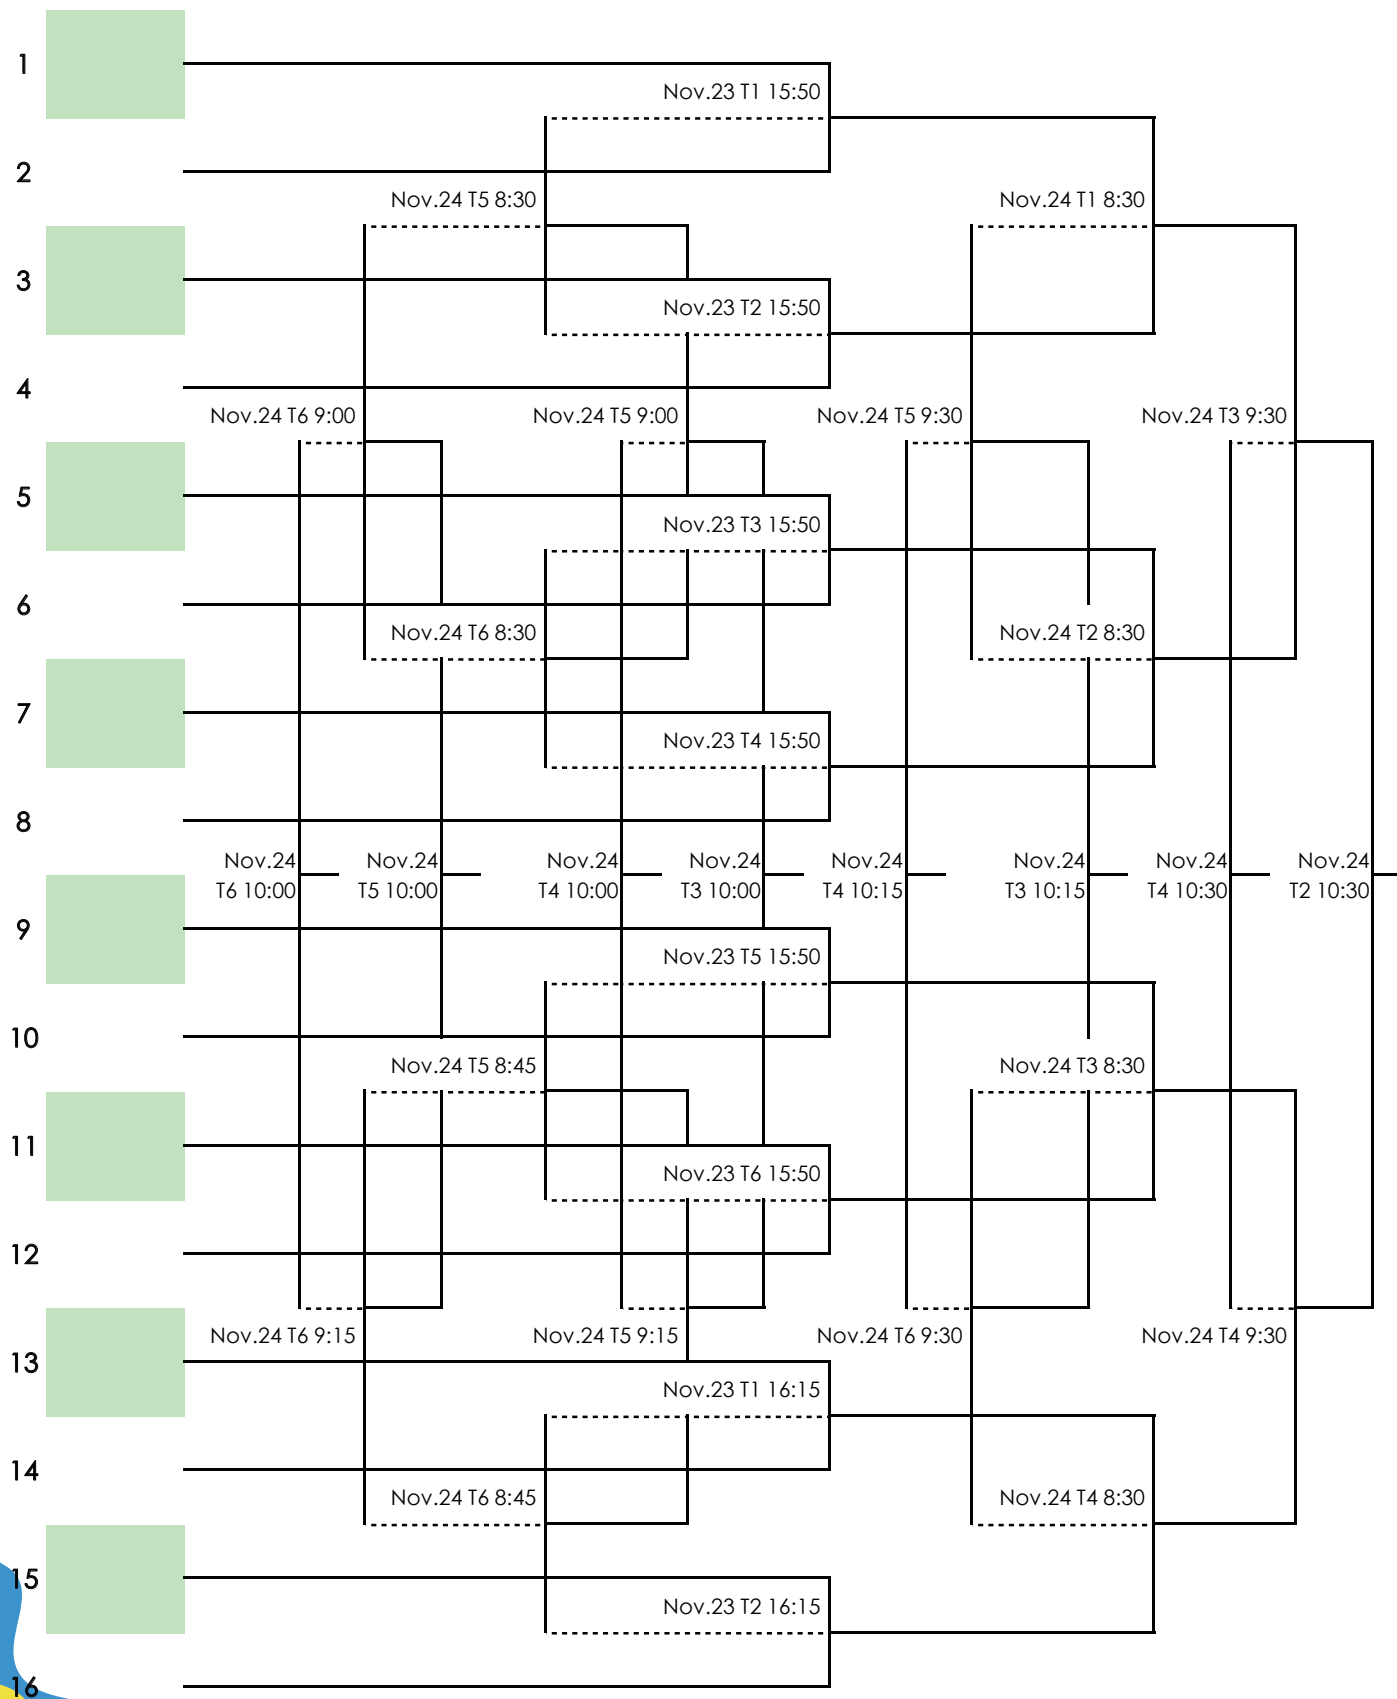 1
Nov.23 T1 15:50
2
Nov.24 T5 8:30
Nov.24 T1 8:30
3
Nov.23 T2 15:50
4
Nov.24 T6 9:00
Nov.24 T5 9:00
Nov.24 T5 9:30
Nov.24 T3 9:30
5
Nov.23 T3 15:50
6
Nov.24 T6 8:30
Nov.24 T2 8:30
7
Nov.23 T4 15:50
8
Nov.24
T6 10:00
Nov.24
T5 10:00
Nov.24
T4 10:00
Nov.24
T3 10:00
Nov.24
T4 10:15
Nov.24
T3 10:15
Nov.24
T4 10:30
Nov.24
T2 10:30
9
Nov.23 T5 15:50
10
Nov.24 T5 8:45
Nov.24 T3 8:30
11
Nov.23 T6 15:50
12
Nov.24 T6 9:15
Nov.24 T5 9:15
Nov.24 T6 9:30
Nov.24 T4 9:30
13
Nov.23 T1 16:15
14
Nov.24 T6 8:45
Nov.24 T4 8:30
15
Nov.23 T2 16:15
16